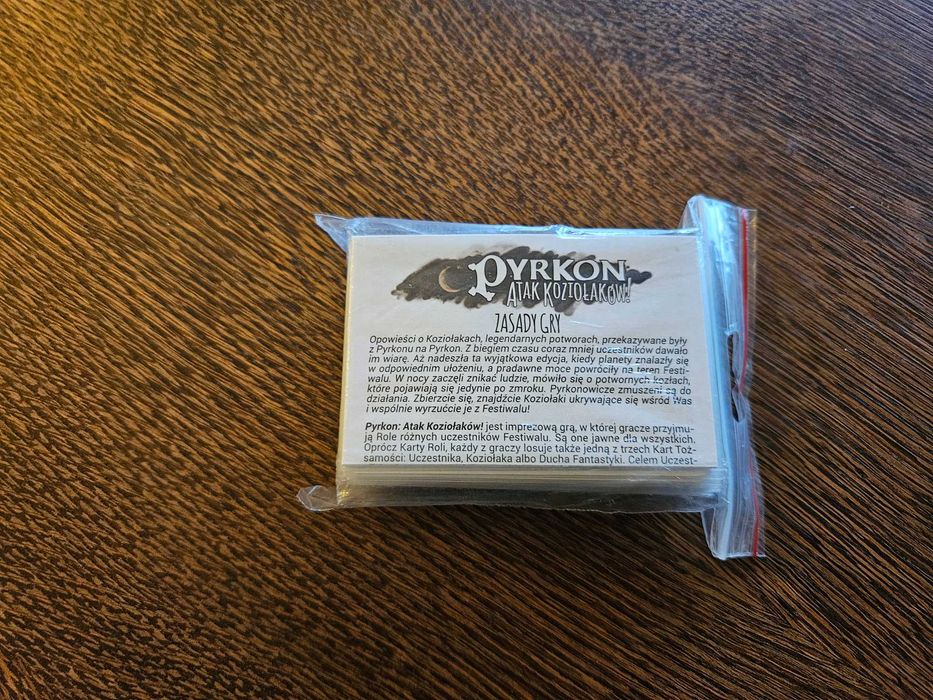 PYRKON
ATAK KOZIOŁAKÓW!
ZASADY GRY
Opowieści o Koziołakach, legendarnych potworach, przekazywane były
z Pyrkonu na Pyrkon. Z biegiem czasu coraz mniej uczestników dawało
im wiarę. Aż nadeszła ta wyjątkowa edycja, kiedy planety znalazły się
w odpowiednim ułożeniu, a pradawne moce powróciły na teren Festi-
walu. W nocy zaczęli znikać ludzie, mówiło się o potwornych kozłach,
które pojawiają się jedynie po zmroku. Pyrkonowicze zmuszeni są do
działania. Zbierzcie się, znajdźcie Koziołaki ukrywające się wśród Was
i wspólnie wyrzućcie je z Festiwalu!
Pyrkon: Atak Koziołaków! jest imprezową grą, w której gracze przyjmu-
ją Role różnych uczestników Festiwalu. Są one jawne dla wszystkich.
Oprócz Karty Roli, każdy z graczy losuje także jedną z trzech Kart Toż-
samości: Uczestnika, Koziołaka albo Ducha Fantastyki. Celem Uczest-